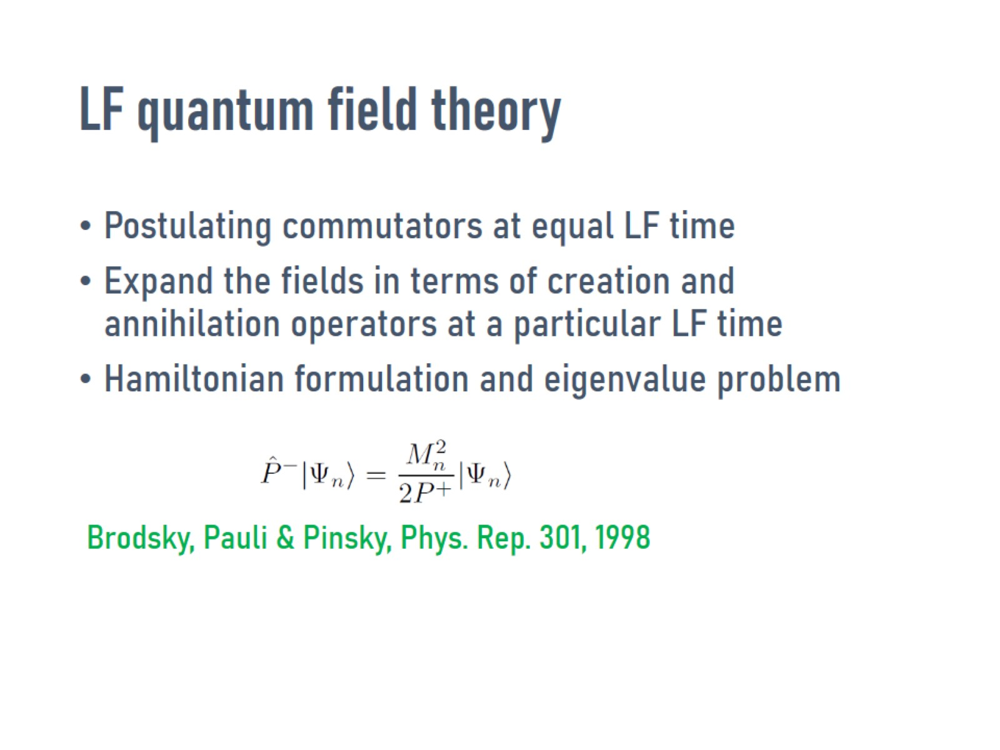 LF quantum field theory
• Postulating commutators at equal LF time
• Expand the fields in terms of creation and
annihilation operators at a particular LF time
• Hamiltonian formulation and eigenvalue problem
$\hat{P}^{-}|\Psi_n\rangle = \frac{M_n^2}{2P^{+}}|\Psi_n\rangle$
Brodsky, Pauli & Pinsky, Phys. Rep. 301, 1998